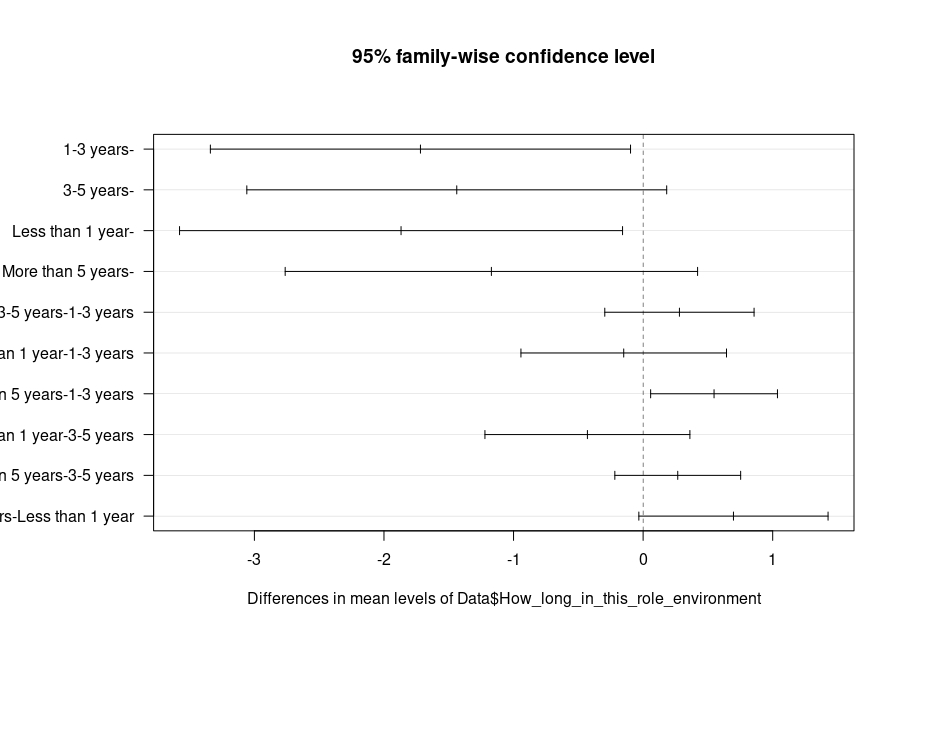 95% family-wise confidence level
1-3 years-
3-5 years-
Less than 1 year-
More than 5 years-
3-5 years-1-3 years
an 1 year-1-3 years
n 5 years-1-3 years
an 1 year-3-5 years
n 5 years-3-5 years
rs-Less than 1 year
-3 -2 -1 0 1
Differences in mean levels of Data$How_long_in_this_role_environment